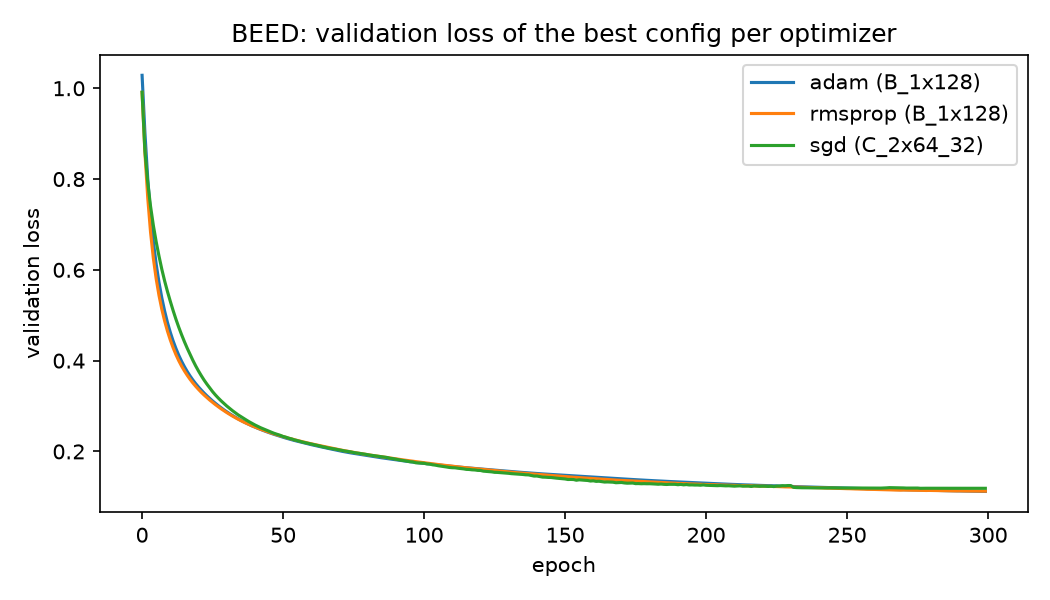 BEED: validation loss of the best config per optimizer
adam (B_1x128)
rmsprop (B_1x128)
sgd (C_2x64_32)
validation loss
1.0
0.8
0.6
0.4
0.2
0 50 100 150 200 250 300
epoch